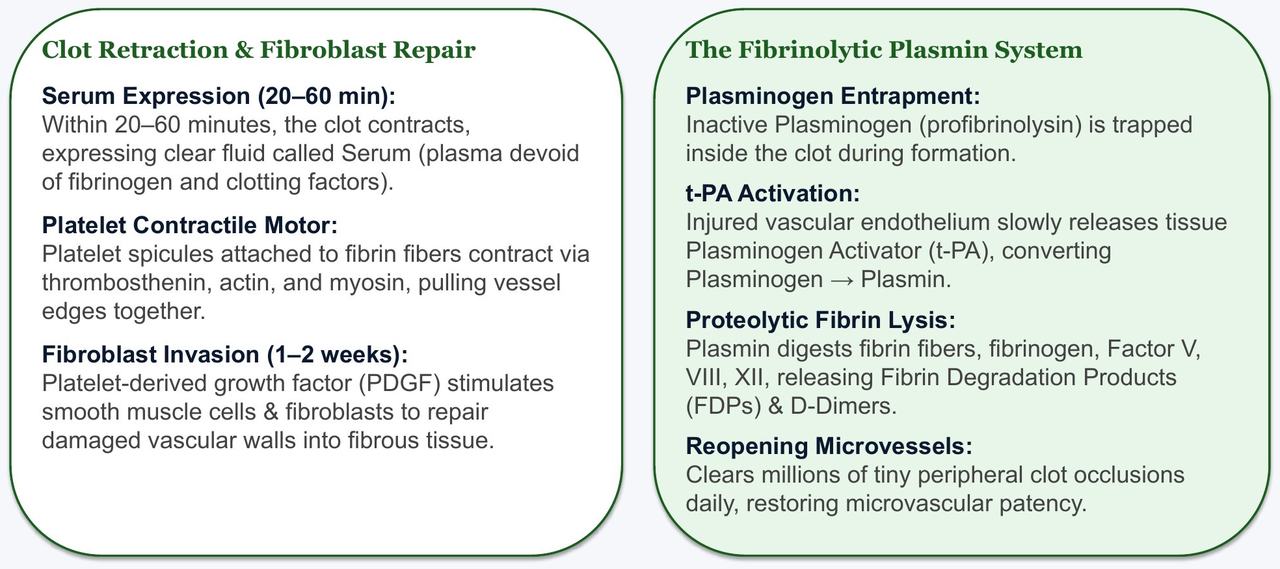 Clot Retraction & Fibroblast Repair
Serum Expression (20–60 min):
Within 20–60 minutes, the clot contracts,
expressing clear fluid called Serum (plasma devoid
of fibrinogen and clotting factors).
Platelet Contractile Motor:
Platelet spicules attached to fibrin fibers contract via
thrombosthenin, actin, and myosin, pulling vessel
edges together.
Fibroblast Invasion (1–2 weeks):
Platelet-derived growth factor (PDGF) stimulates
smooth muscle cells & fibroblasts to repair
damaged vascular walls into fibrous tissue.
The Fibrinolytic Plasmin System
Plasminogen Entrapment:
Inactive Plasminogen (profibrinolysin) is trapped
inside the clot during formation.
t-PA Activation:
Injured vascular endothelium slowly releases tissue
Plasminogen Activator (t-PA), converting
Plasminogen → Plasmin.
Proteolytic Fibrin Lysis:
Plasmin digests fibrin fibers, fibrinogen, Factor V,
VIII, XII, releasing Fibrin Degradation Products
(FDPs) & D-Dimers.
Reopening Microvessels:
Clears millions of tiny peripheral clot occlusions
daily, restoring microvascular patency.